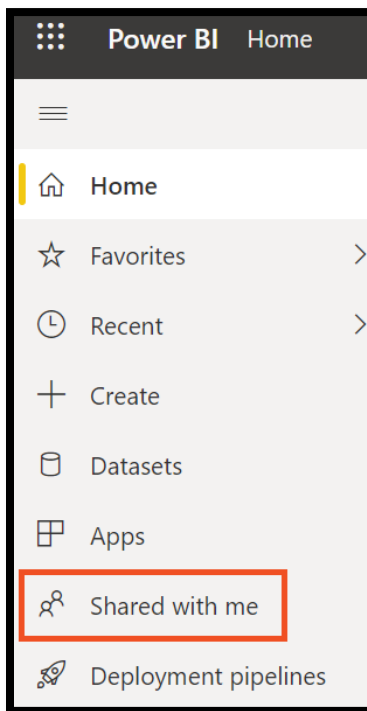 Power BI Home
Home
Favorites
Recent
Create
Datasets
Apps
Shared with me
Deployment pipelines